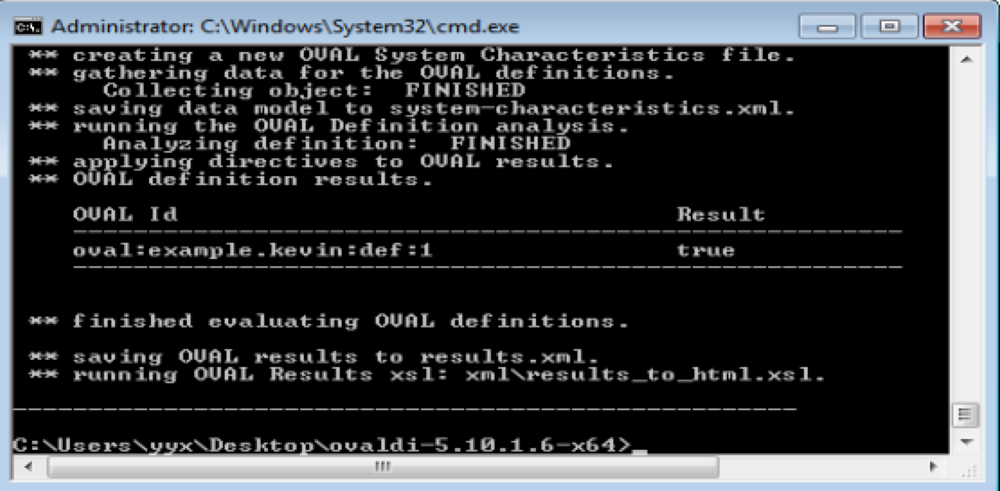 Administrator: C:\Windows\System32\cmd.exe
** creating a new OVAL System Characteristics file.
** gathering data for the OVAL definitions.
Collecting object:  FINISHED
** saving data model to system-characteristics.xml.
** running the OVAL Definition analysis.
Analyzing definition:  FINISHED
** applying directives to OVAL results.
** OVAL definition results.
OVAL Id Result
-------------------------------------------------------
oval:example.kevin:def:1 true
-------------------------------------------------------
** finished evaluating OVAL definitions.
** saving OVAL results to results.xml.
** running OVAL Results xsl: xml\results_to_html.xsl.
----------------------------------------------------
C:\Users\yyx\Desktop\ovaldi-5.10.1.6-x64>_